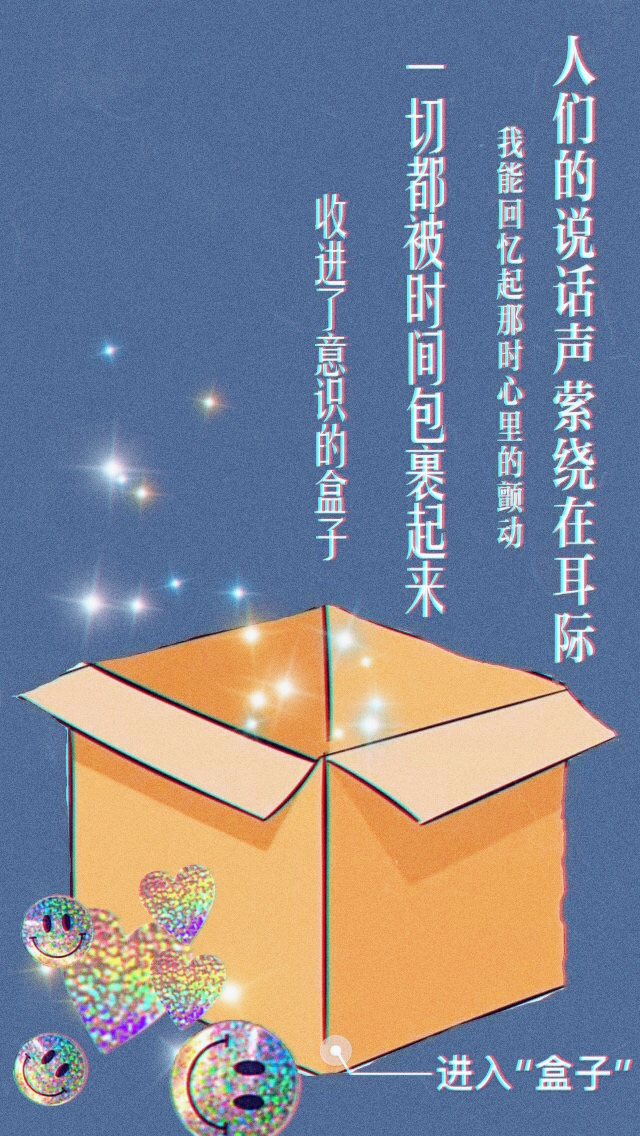 人们的说话声萦绕在耳际
我能回忆起那时心里的颤动
一切都被时间包裹起来
收进了意识的盒子
进入“盒子”